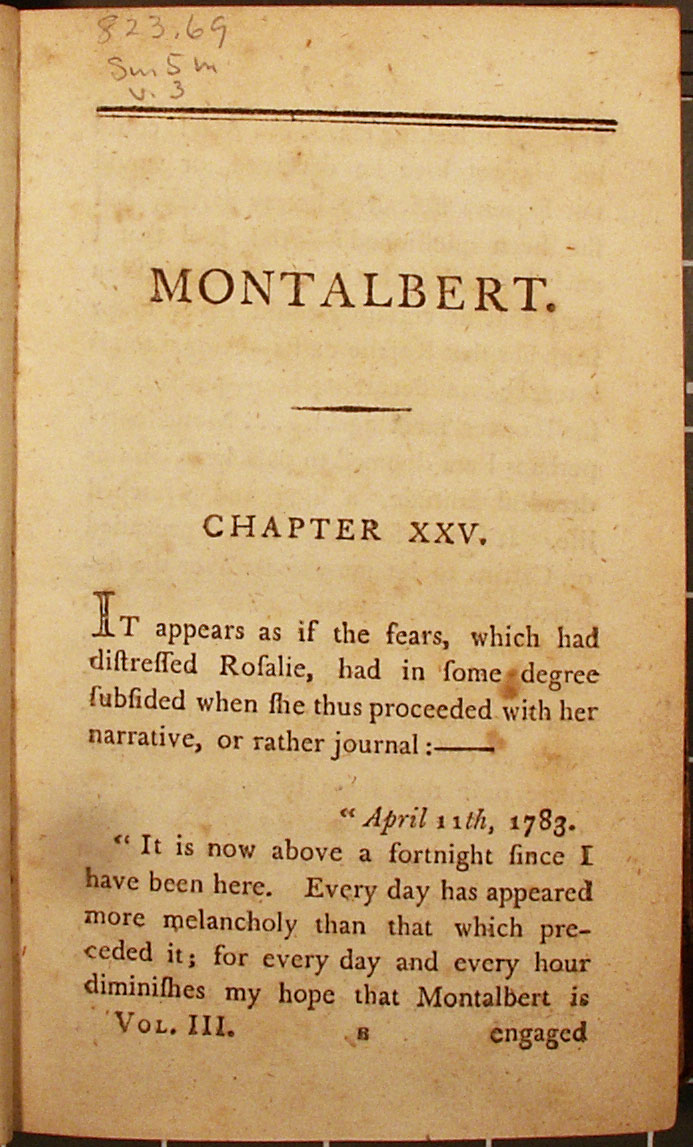 823.69
Sm5m
v. 3
MONTALBERT.
CHAPTER XXV.
IT appears as if the fears, which had
diſtreſſed Roſalie, had in ſome degree
ſubſided when ſhe thus proceeded with her
narrative, or rather journal:——
"April 11th, 1783.
"It is now above a fortnight ſince I
have been here. Every day has appeared
more melancholy than that which pre-
ceded it; for every day and every hour
diminiſhes my hope that Montalbert is
VOL. III. B engaged